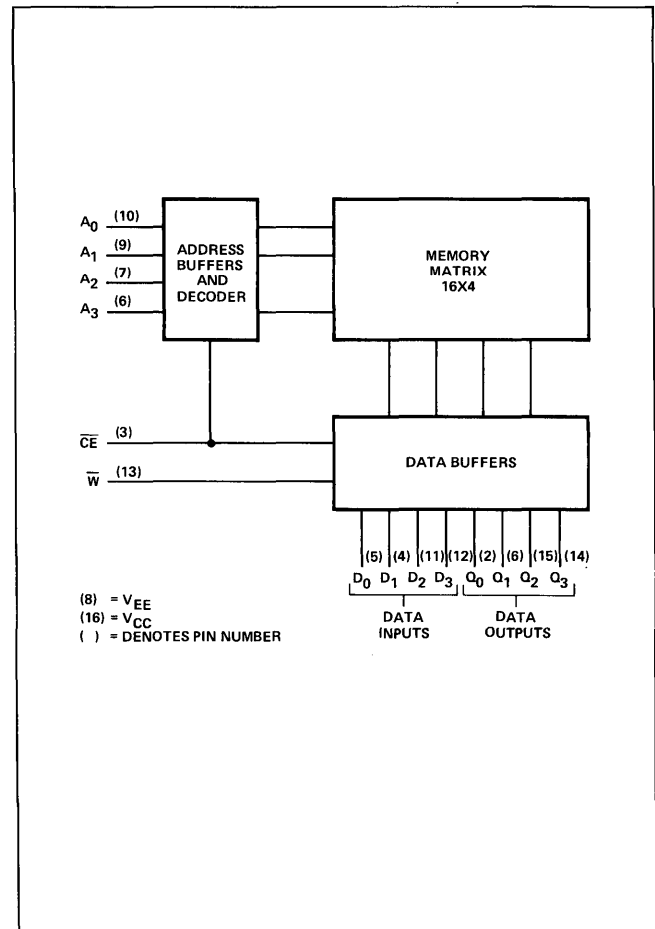 A0 (10)
A1 (9)
A2 (7)
A3 (6)
ADDRESS
BUFFERS
AND
DECODER
MEMORY
MATRIX
16X4
CE (3)
W (13)
DATA BUFFERS
(5) (4) (11) (12) (2) (6) (15) (14)
D0 D1 D2 D3 Q0 Q1 Q2 Q3
DATA
INPUTS
DATA
OUTPUTS
(8) = VEE
(16) = VCC
( ) = DENOTES PIN NUMBER